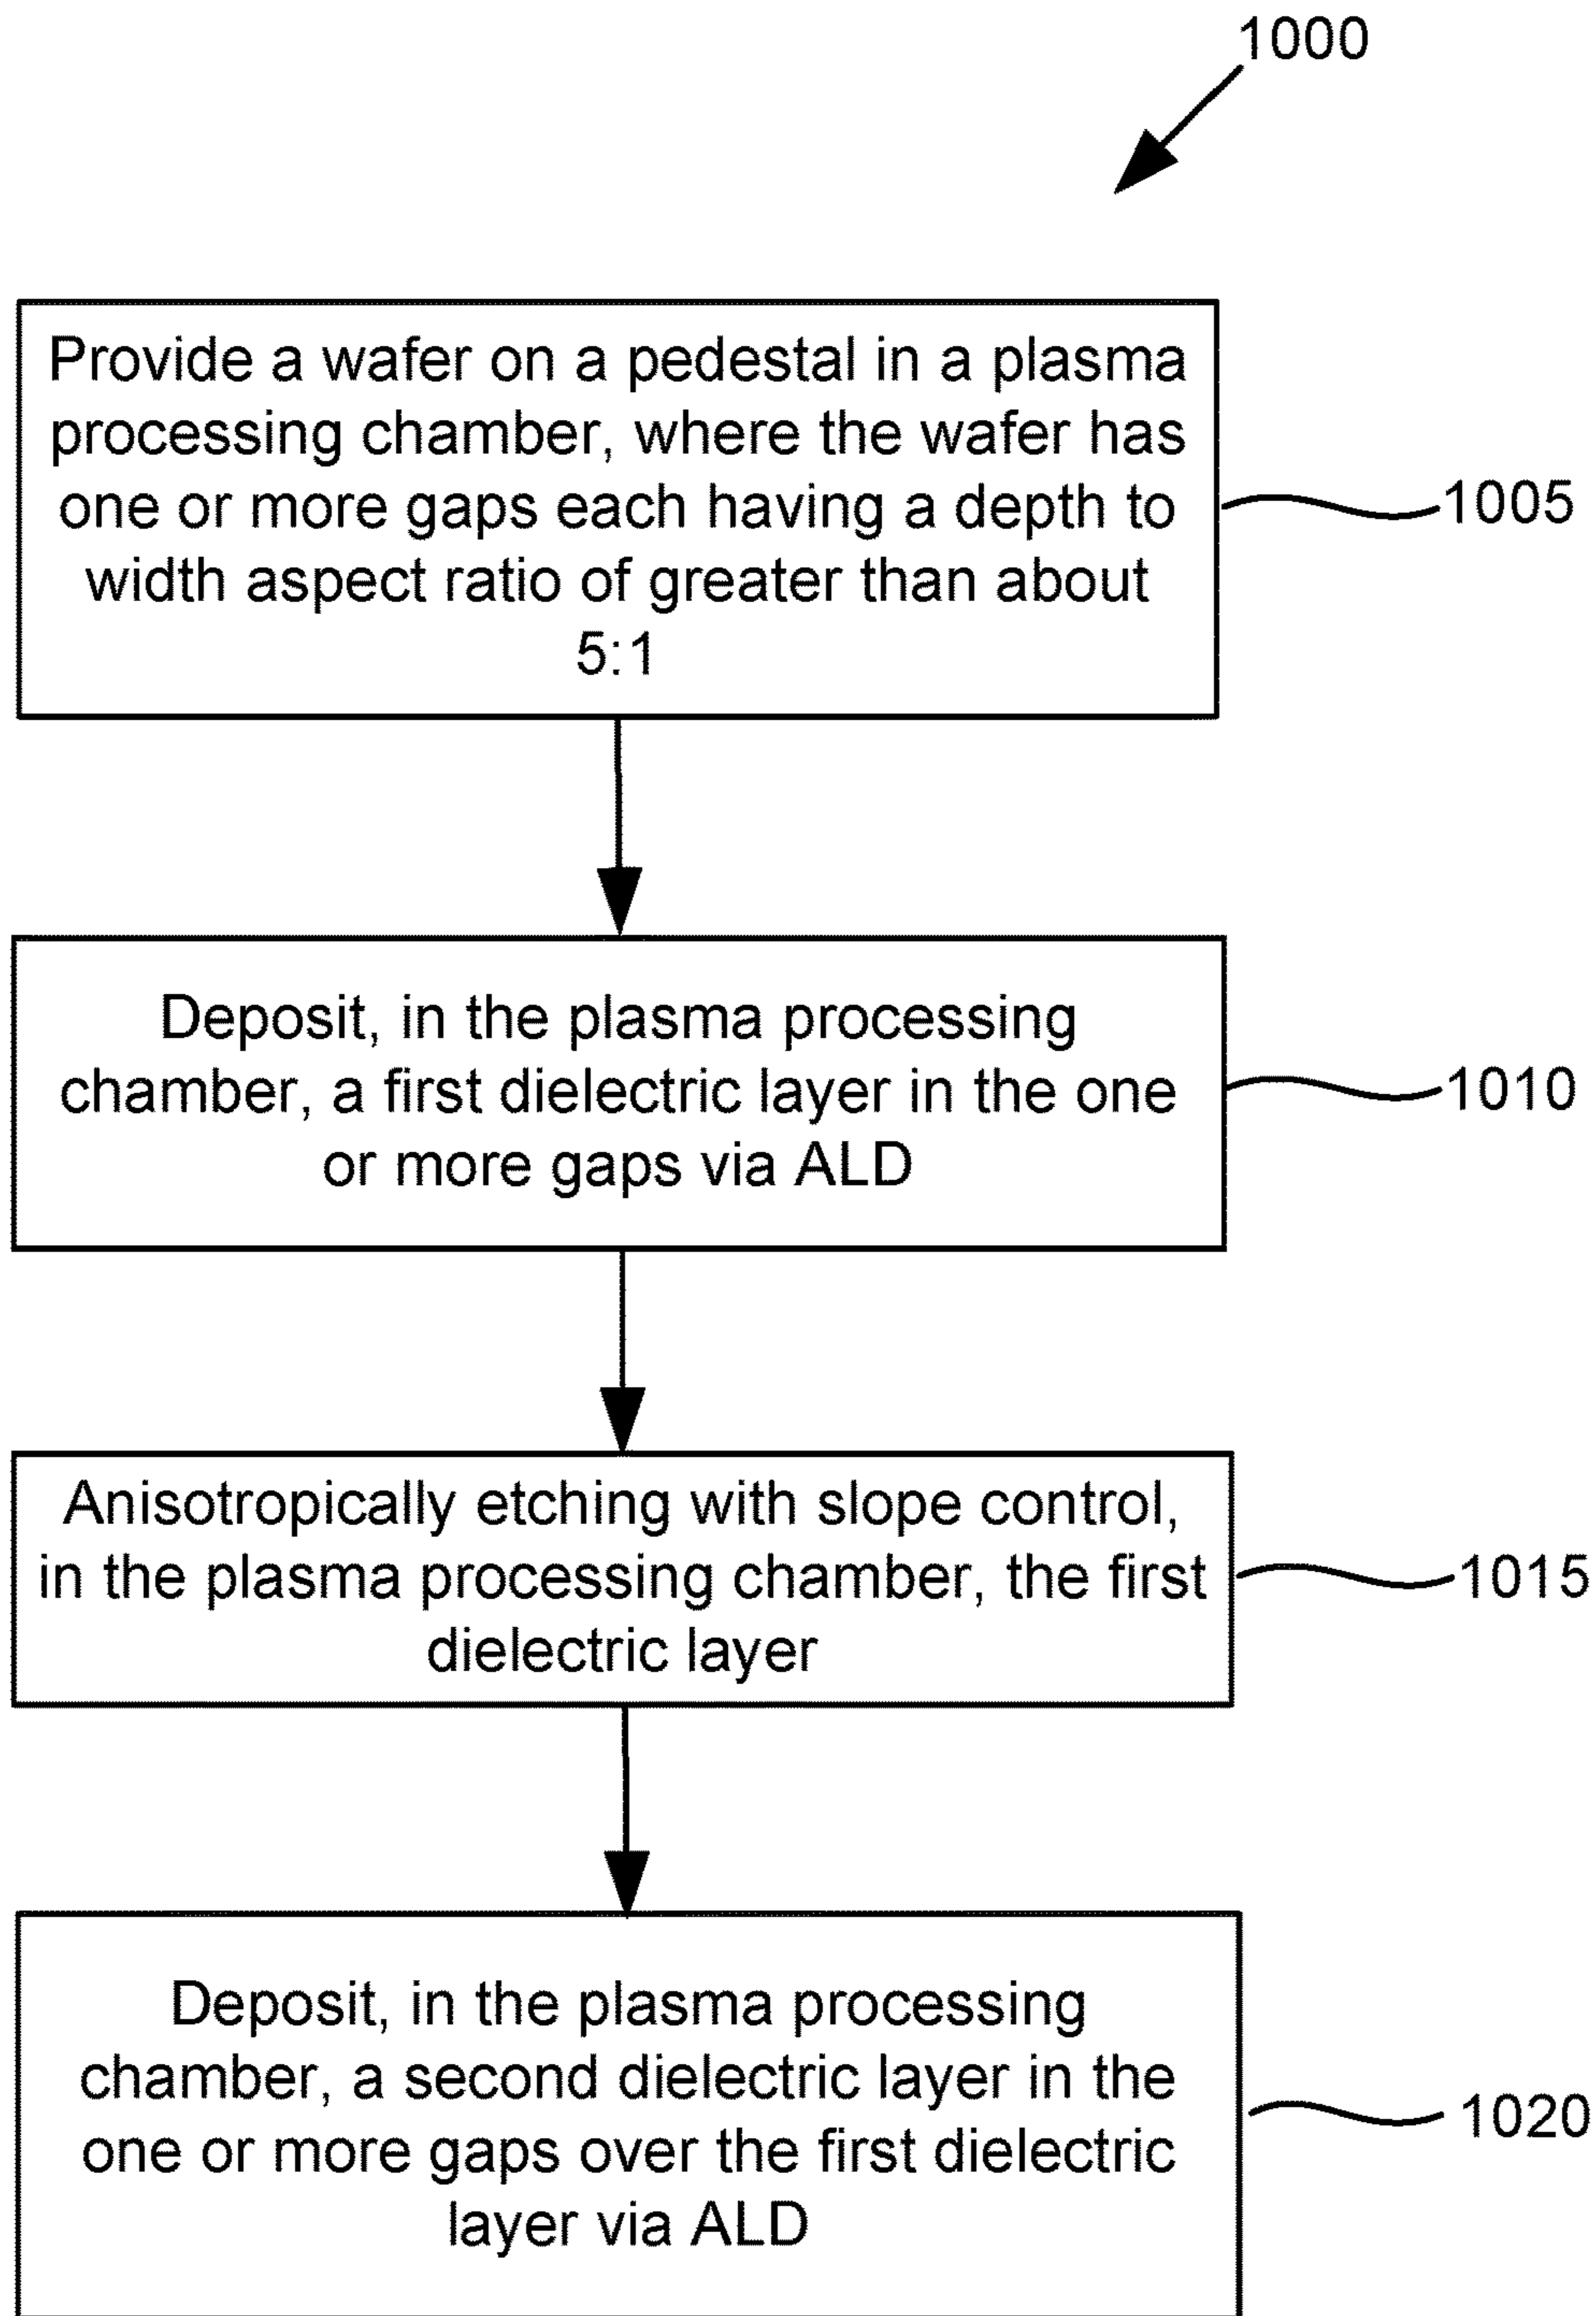 1000
Provide a wafer on a pedestal in a plasma
processing chamber, where the wafer has
one or more gaps each having a depth to
width aspect ratio of greater than about
5:1
1005
Deposit, in the plasma processing
chamber, a first dielectric layer in the one
or more gaps via ALD
1010
Anisotropically etching with slope control,
in the plasma processing chamber, the first
dielectric layer
1015
Deposit, in the plasma processing
chamber, a second dielectric layer in the
one or more gaps over the first dielectric
layer via ALD
1020